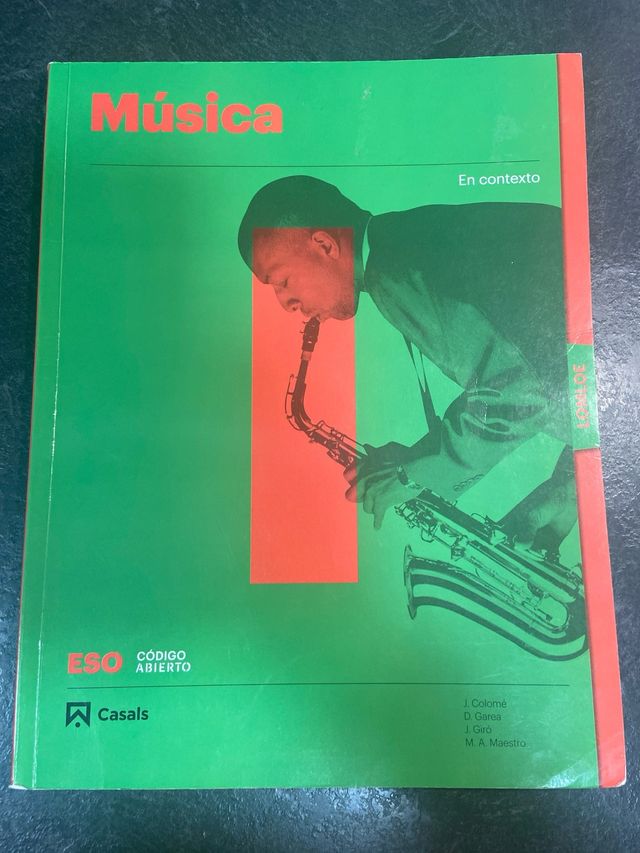 Música
En contexto
LOMLOE
ESO
CÓDIGO
ABIERTO
Casals
J. Colomé
D. Garea
J. Giró
M. A. Maestro